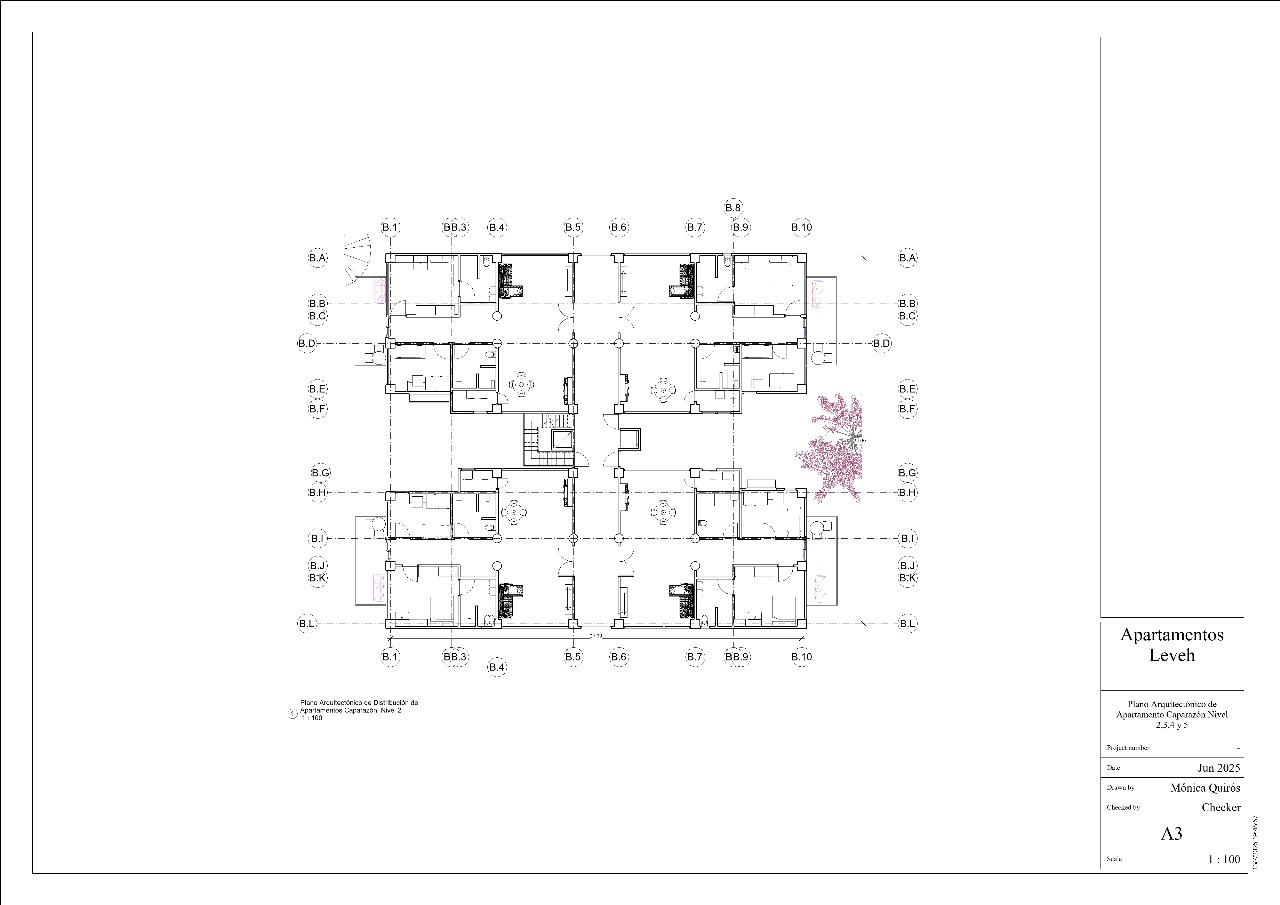 B.8
B.1
B.3
B.4
B.5
B.6
B.7
B.9
B.10
B.A
B.A
B.B
B.B
B.C
B.C
B.D
B.D
B.E
B.E
B.F
B.F
B.G
B.G
B.H
B.H
B.I
B.I
B.J
B.J
B.K
B.K
B.L
B.L
B.1
B.3
B.4
B.5
B.6
B.7
B.9
B.10
Plano Arquitectónico de Distribución de
Apartamentos Caparazón Nivel 2
1
1 : 100
Apartamentos
Leveh
Plano Arquitectónico de
Apartamento Caparazón Nivel
2,3,4 y 5
Project number -
Date Jun 2025
Drawn by Mónica Quirós
Checked by Checker
A3
Scale 1 : 100